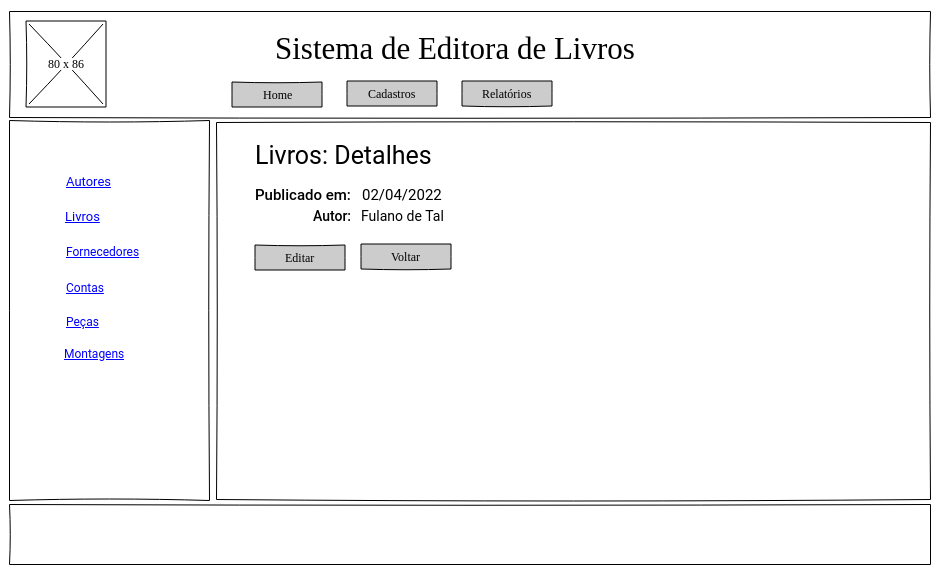 80 x 86
Sistema de Editora de Livros
Home
Cadastros
Relatórios
Autores
Livros
Fornecedores
Contas
Peças
Montagens
Livros: Detalhes
Publicado em: 02/04/2022
Autor: Fulano de Tal
Editar
Voltar